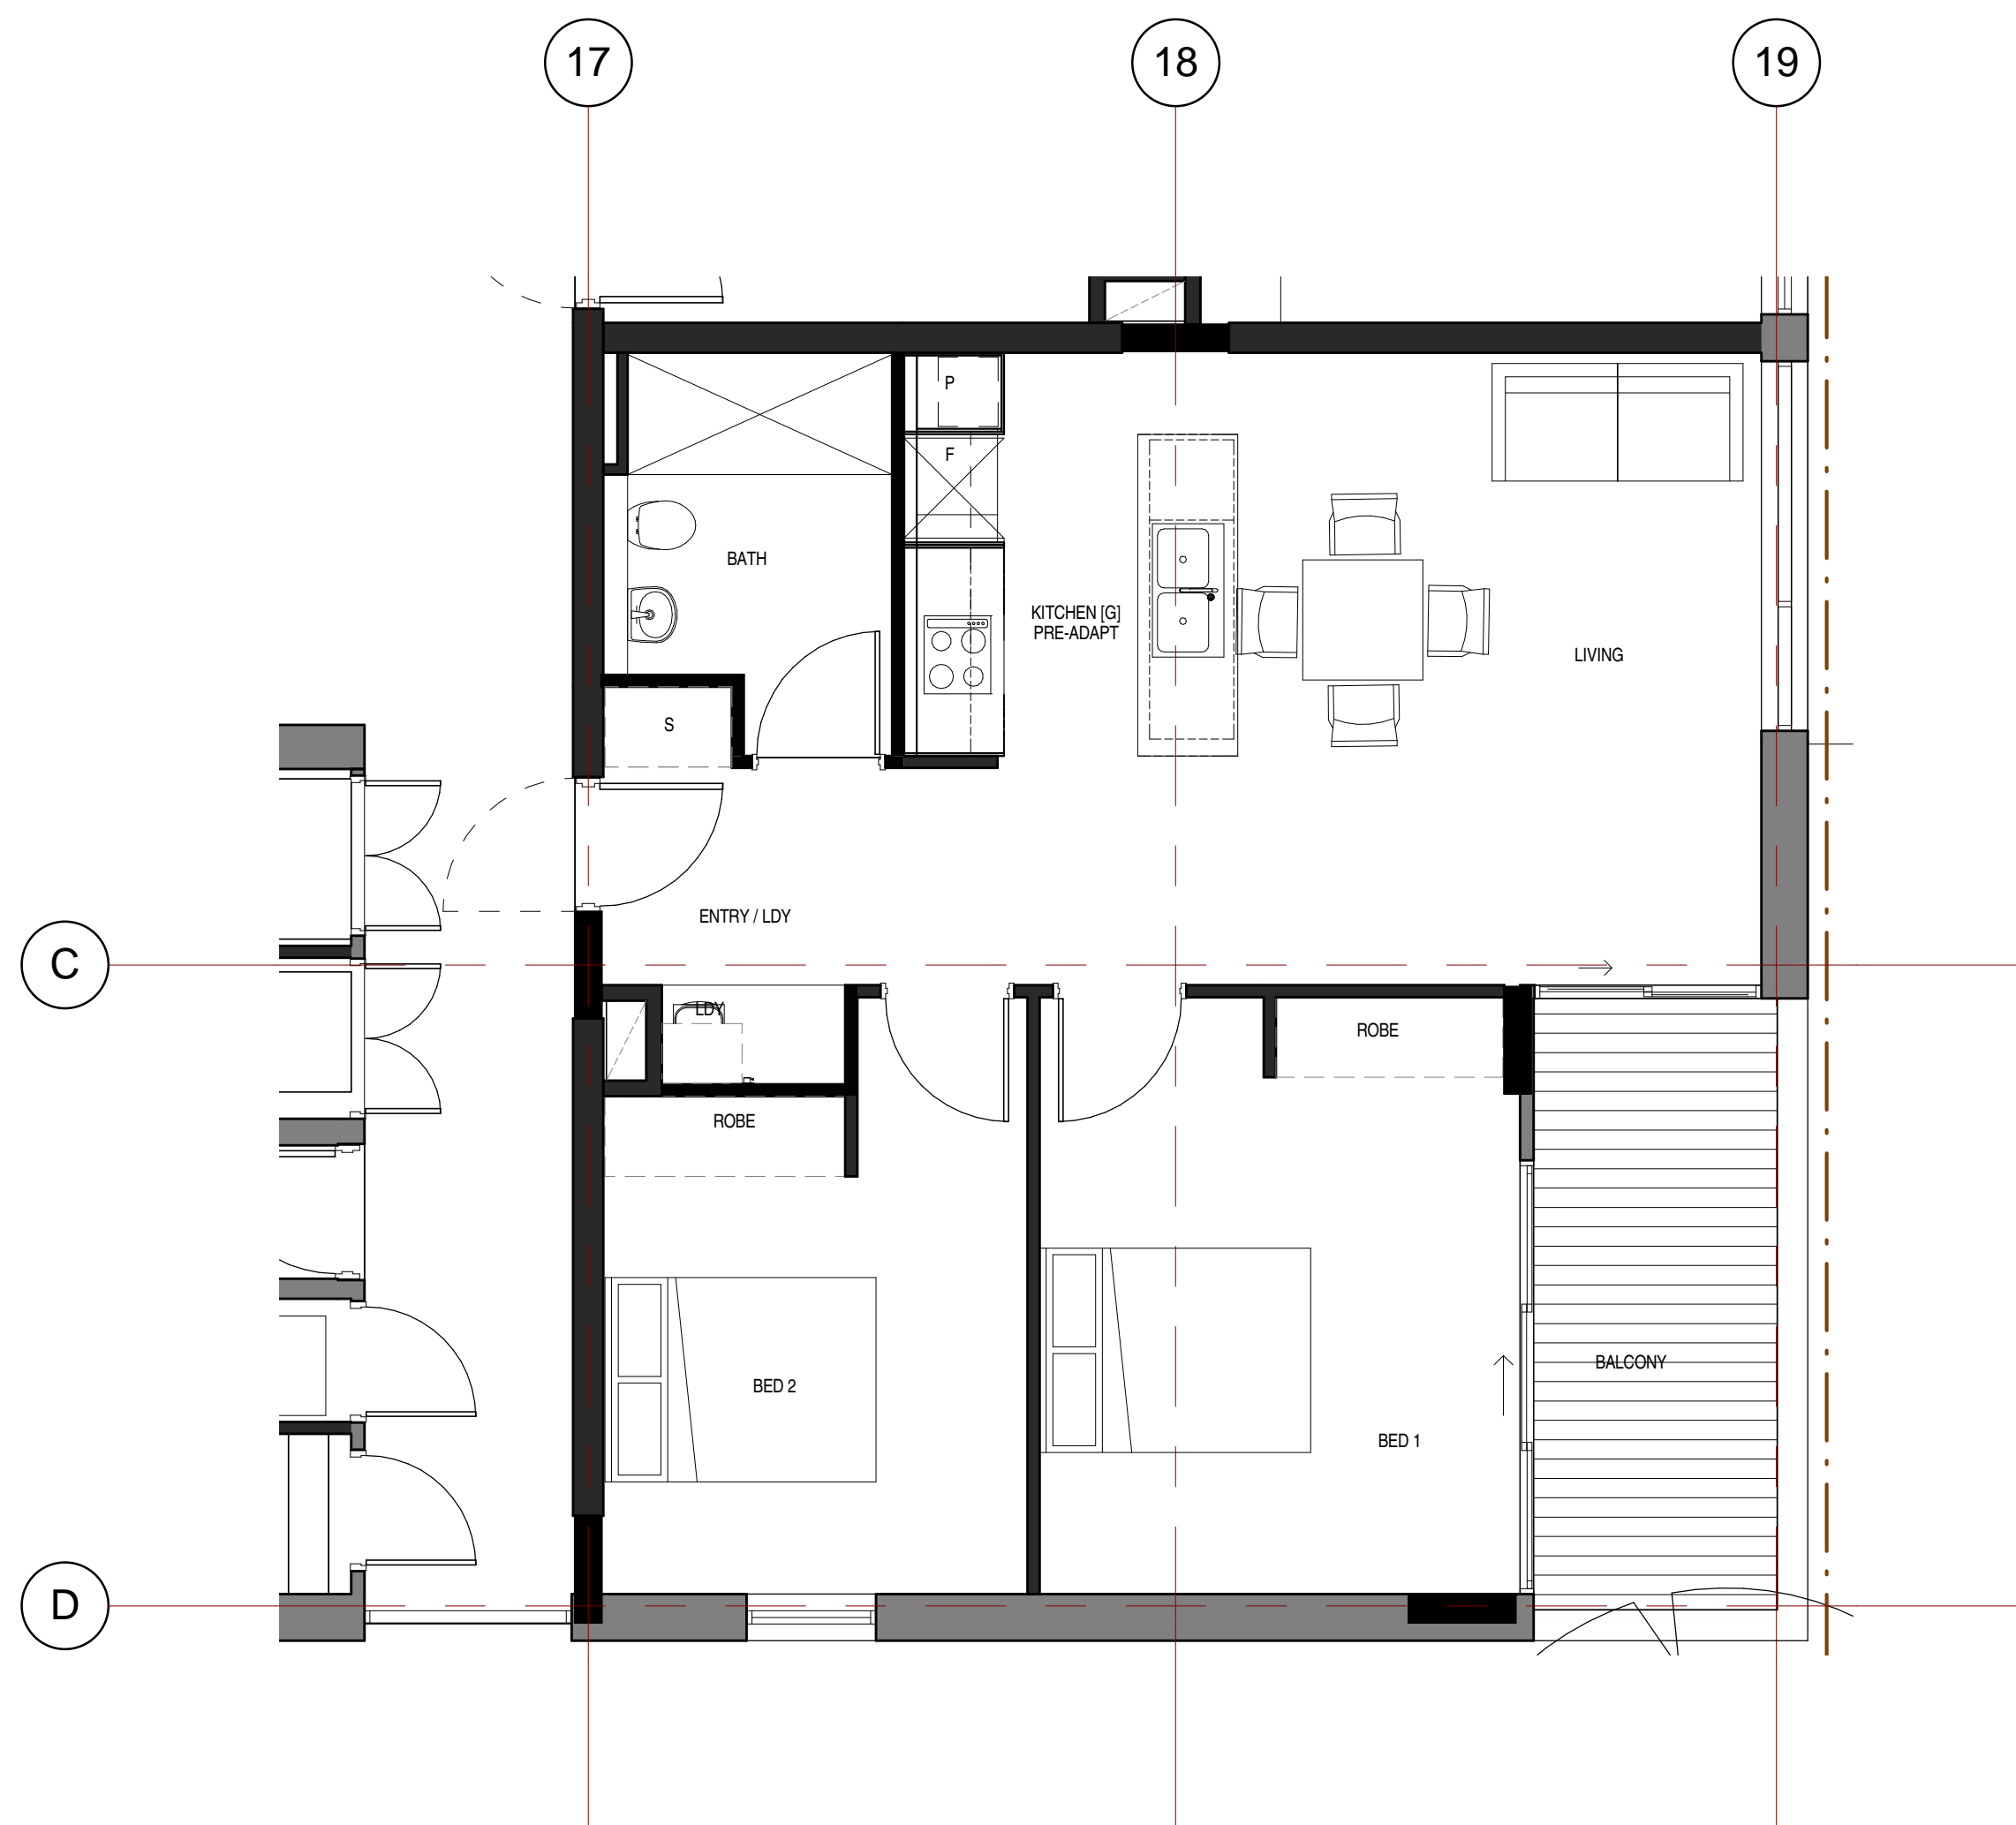 17
18
19
P
F
BATH
KITCHEN [G]
PRE-ADAPT
LIVING
S
ENTRY / LDY
C
LDY
ROBE
ROBE
BALCONY
BED 2
BED 1
D